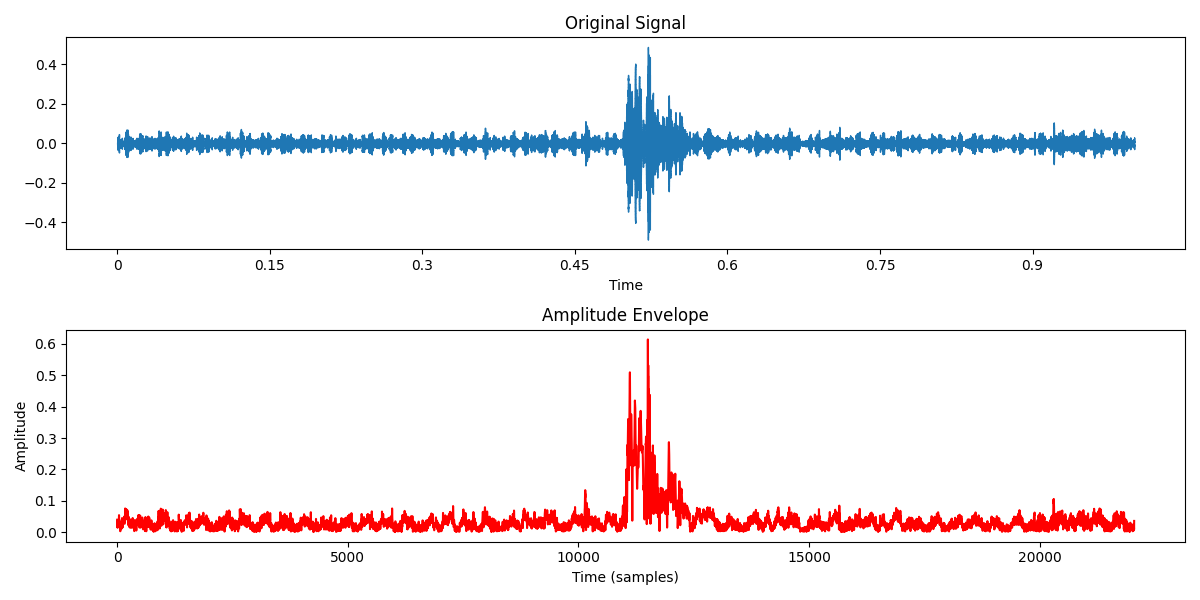 Original Signal
0.4
0.2
0.0
−0.2
−0.4
0 0.15 0.3 0.45 0.6 0.75 0.9
Time
Amplitude Envelope
Amplitude
0.6
0.5
0.4
0.3
0.2
0.1
0.0
0 5000 10000 15000 20000
Time (samples)